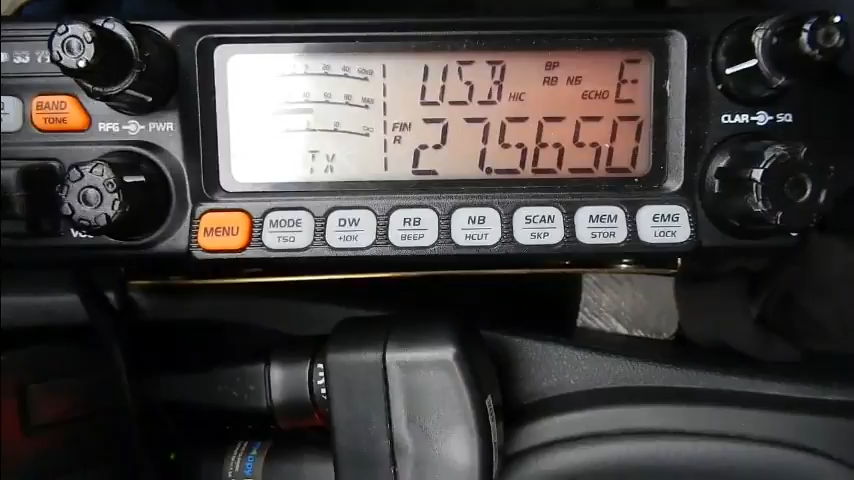 USB
BP
RB NB
HIC
ECHO
E
FIN
R
27.5650
TX
BAND
TONE
RFG PWR
CLAR SQ
MENU
MODE
TSQ
DW
+10K
RB
BEEP
NB
HCUT
SCAN
SKP
MEM
STOR
EMG
LOCK